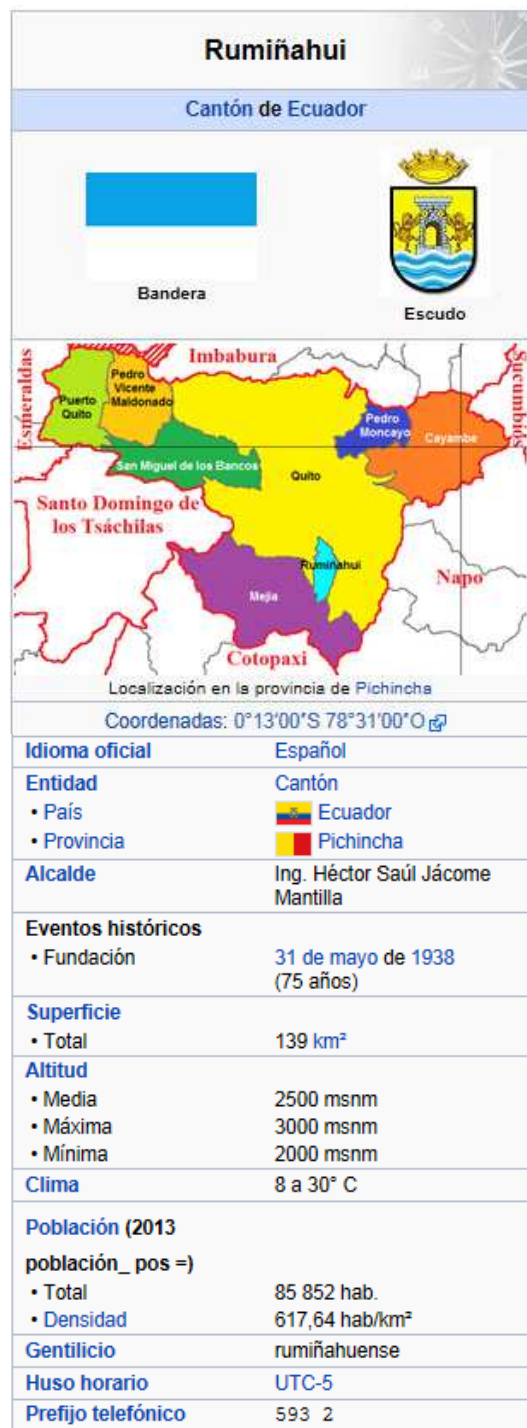 Rumiñahui
Cantón de Ecuador
Bandera
Escudo
Esmeraldas
Imbabura
Sucumbíos
Pedro
Vicente
Maldonado
Puerto
Quito
Pedro
Moncayo
Cayambe
San Miguel de los Bancos
Quito
Santo Domingo de
los Tsáchilas
Rumiñahui
Napo
Mejia
Cotopaxi
Localización en la provincia de Pichincha
Coordenadas: 0°13′00″S 78°31′00″O
Idioma oficial Español
Entidad Cantón
• País Ecuador
• Provincia Pichincha
Alcalde Ing. Héctor Saúl Jácome
Mantilla
Eventos históricos
• Fundación 31 de mayo de 1938
(75 años)
Superficie
• Total 139 km²
Altitud
• Media 2500 msnm
• Máxima 3000 msnm
• Mínima 2000 msnm
Clima 8 a 30° C
Población (2013
población_ pos =)
• Total 85 852 hab.
• Densidad 617,64 hab/km²
Gentilicio rumiñahuense
Huso horario UTC-5
Prefijo telefónico 593 2